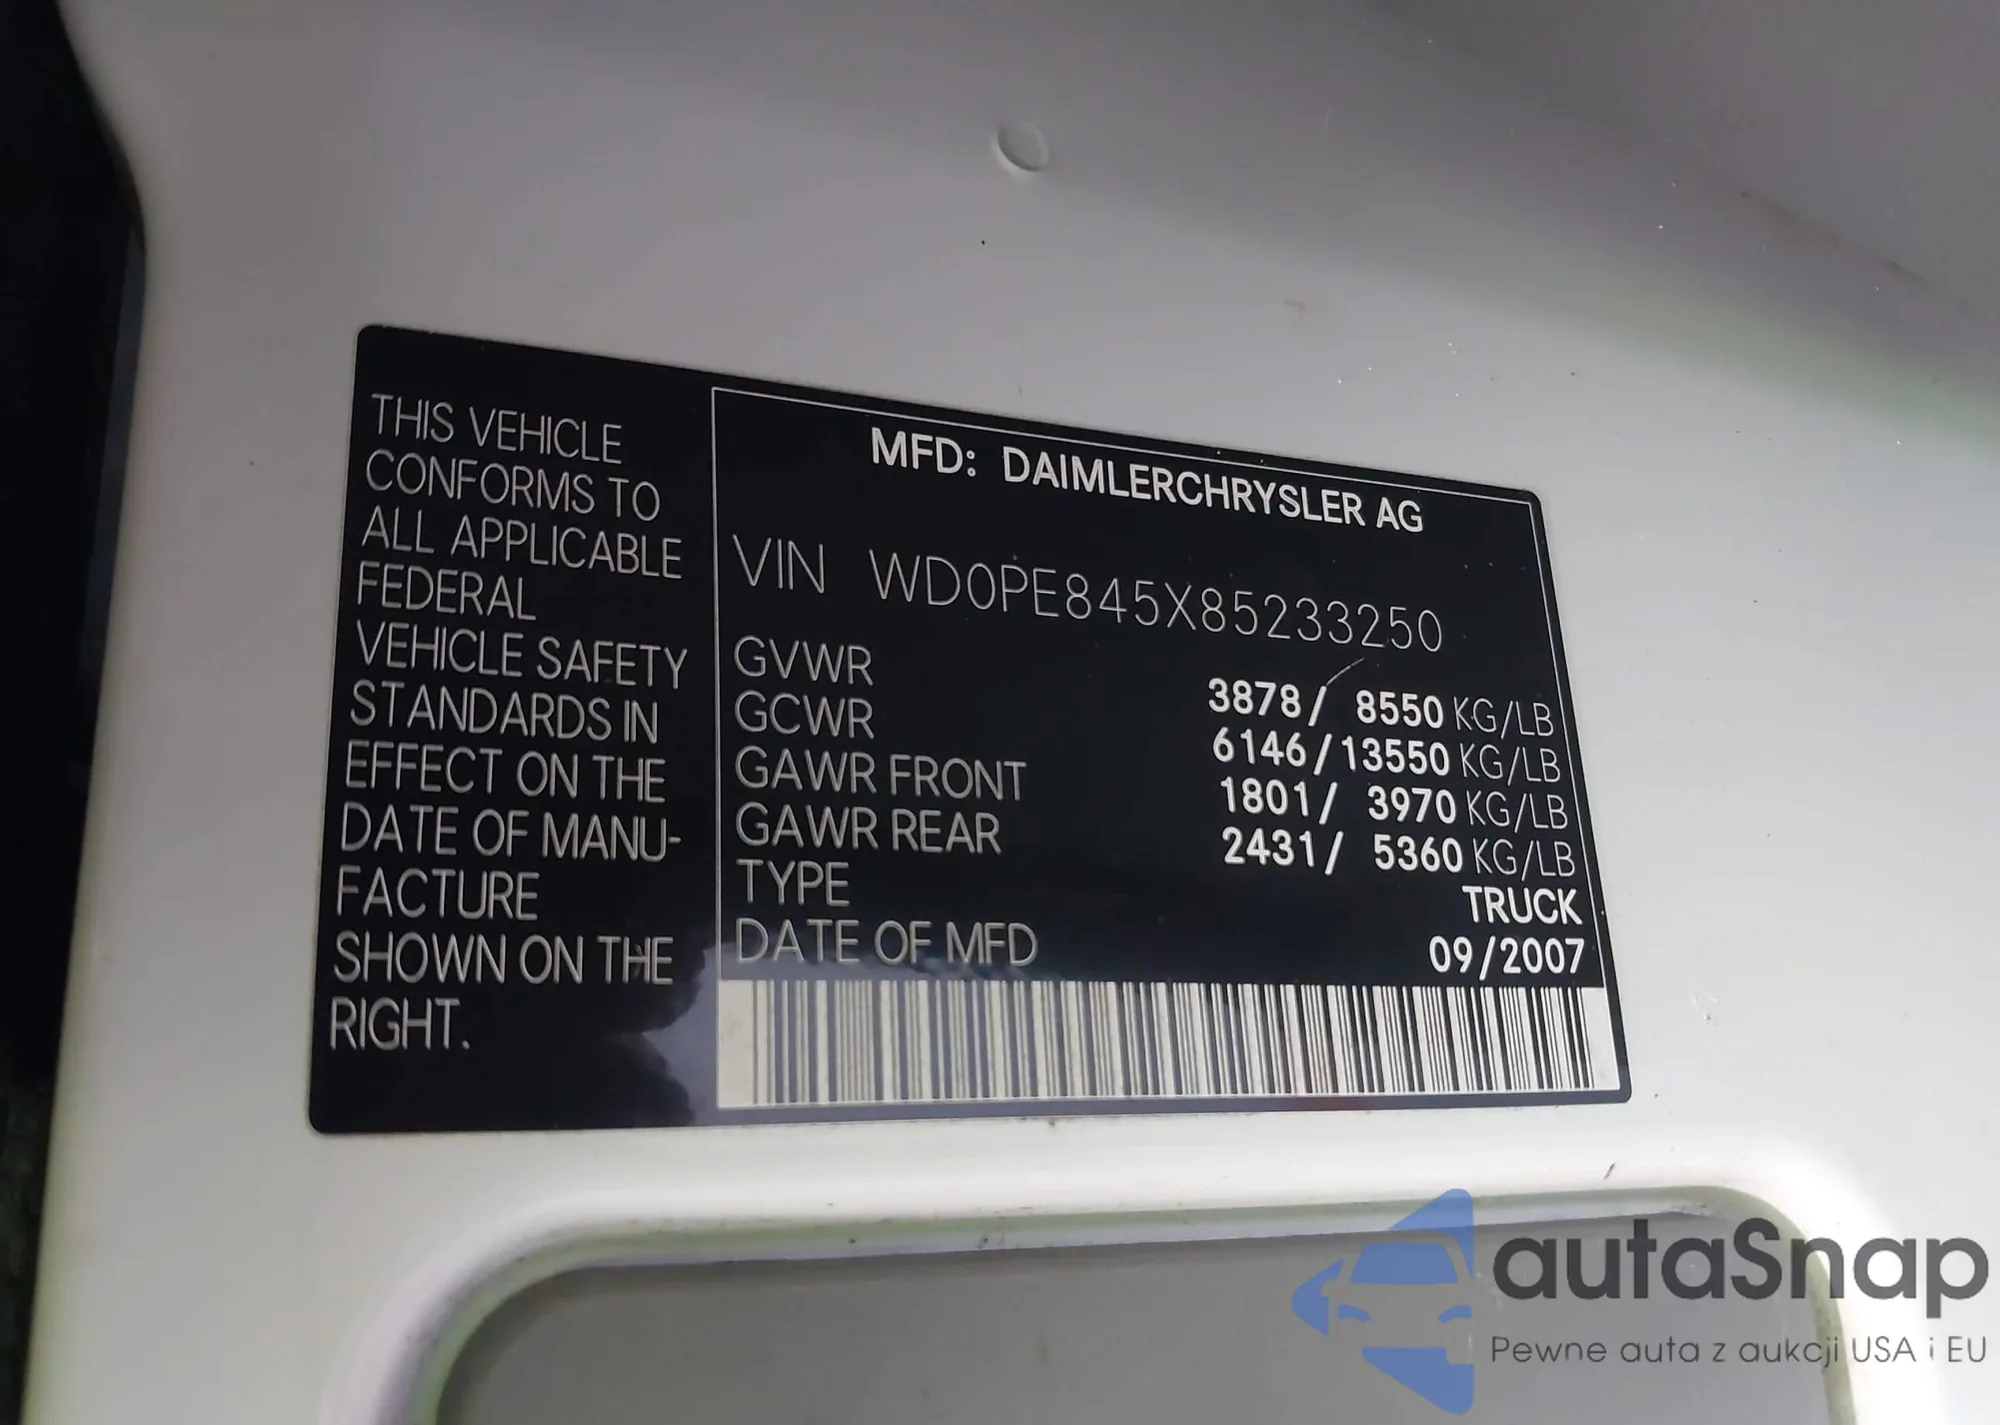 THIS VEHICLE
CONFORMS TO
ALL APPLICABLE
FEDERAL
VEHICLE SAFETY
STANDARDS IN
EFFECT ON THE
DATE OF MANU-
FACTURE
SHOWN ON THE
RIGHT.
MFD: DAIMLERCHRYSLER AG
VIN WD0PE845X85233250
GVWR 3878/ 8550 KG/LB
GCWR 6146/13550 KG/LB
GAWR FRONT 1801/ 3970 KG/LB
GAWR REAR 2431/ 5360 KG/LB
TYPE TRUCK
DATE OF MFD 09/2007
autaSnap
Pewne auta z aukcji USA i EU